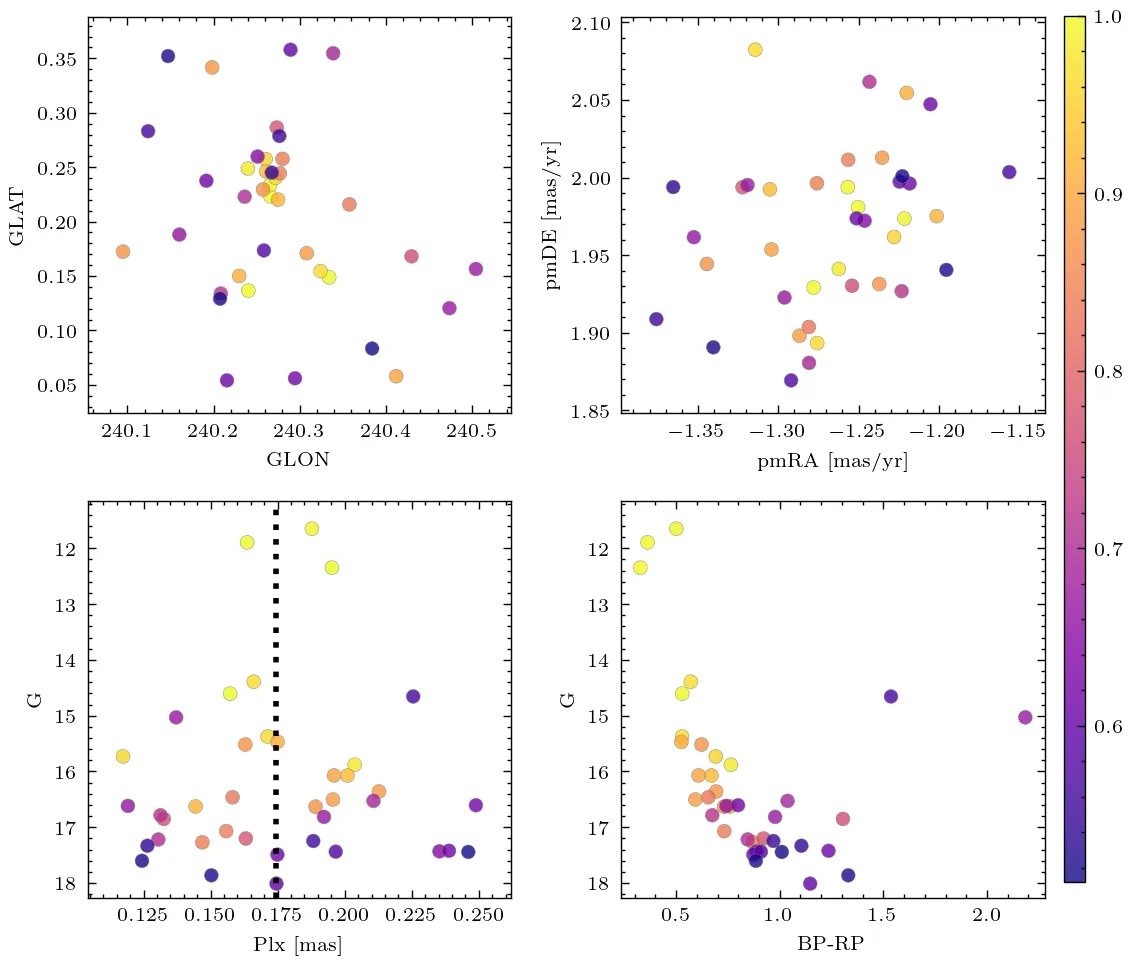 0.35
0.30
0.25
0.20
0.15
0.10
0.05
GLAT
240.1 240.2 240.3 240.4 240.5
GLON
2.10
2.05
2.00
1.95
1.90
1.85
pmDE [mas/yr]
−1.35 −1.30 −1.25 −1.20 −1.15
pmRA [mas/yr]
1.0
0.9
0.8
0.7
0.6
12
13
14
15
16
17
18
G
0.125 0.150 0.175 0.200 0.225 0.250
Plx [mas]
12
13
14
15
16
17
18
G
0.5 1.0 1.5 2.0
BP-RP